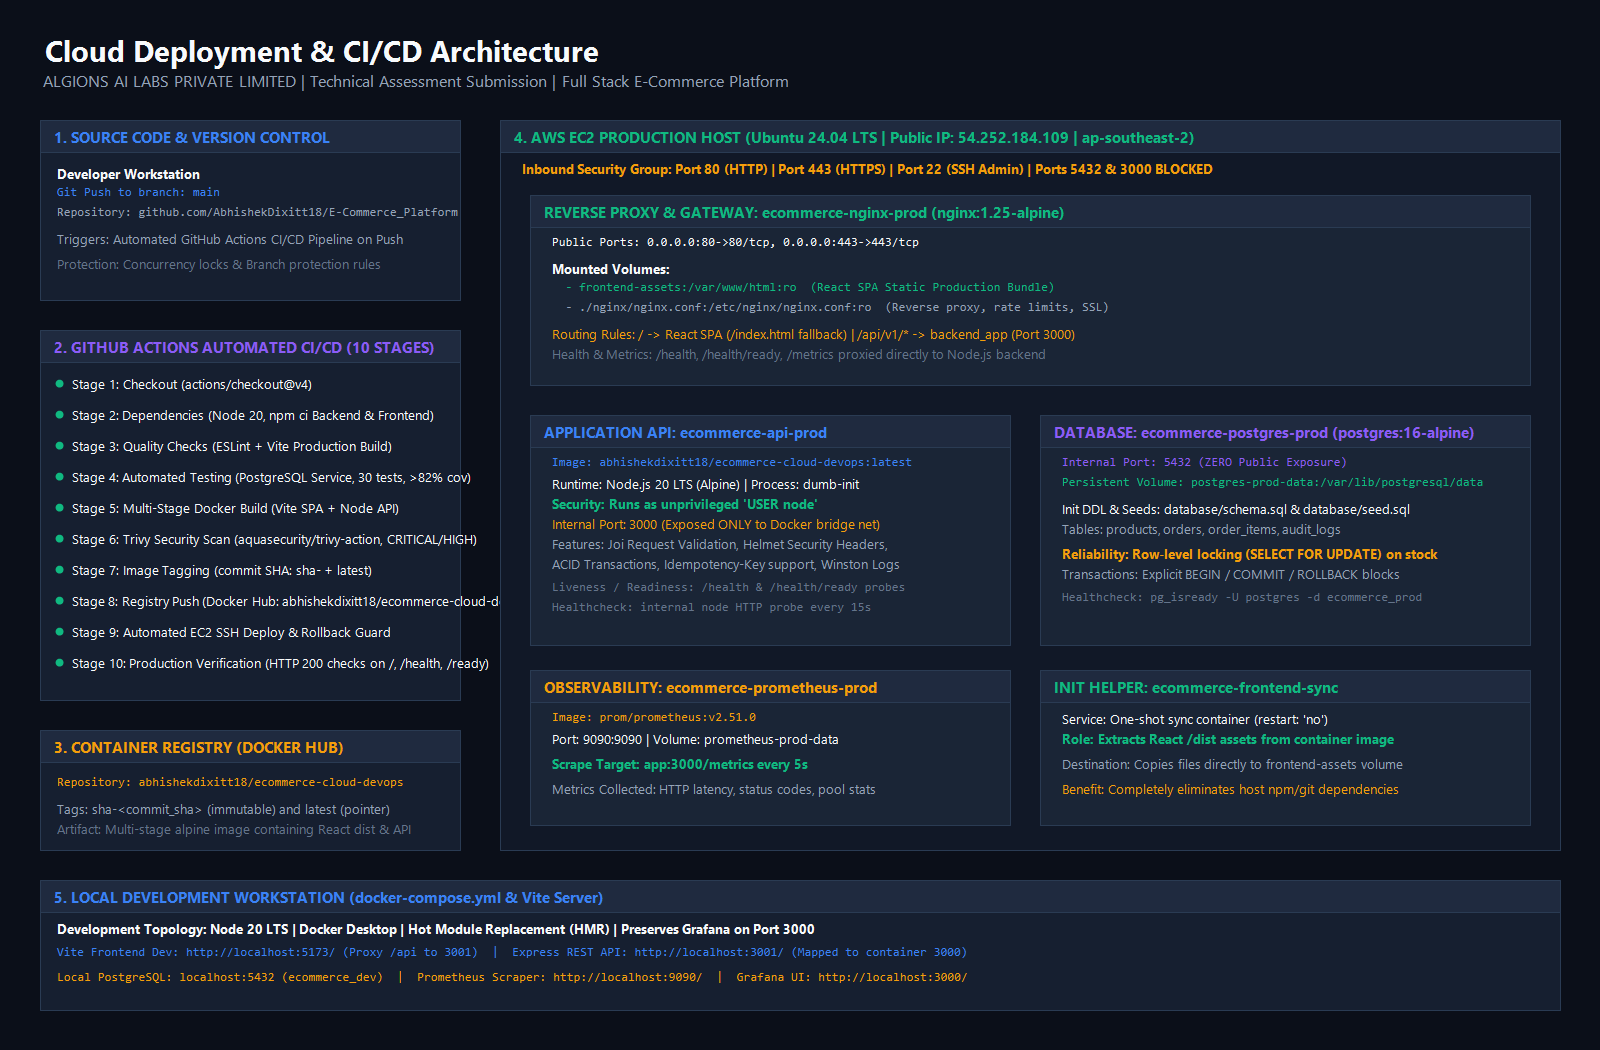 Cloud Deployment & CI/CD Architecture
ALGIONS AI LABS PRIVATE LIMITED | Technical Assessment Submission | Full Stack E-Commerce Platform
1. SOURCE CODE & VERSION CONTROL
Developer Workstation
Git Push to branch: main
Repository: github.com/AbhishekDixitt18/E-Commerce_Platform
Triggers: Automated GitHub Actions CI/CD Pipeline on Push
Protection: Concurrency locks & Branch protection rules
2. GITHUB ACTIONS AUTOMATED CI/CD (10 STAGES)
Stage 1: Checkout (actions/checkout@v4)
Stage 2: Dependencies (Node 20, npm ci Backend & Frontend)
Stage 3: Quality Checks (ESLint + Vite Production Build)
Stage 4: Automated Testing (PostgreSQL Service, 30 tests, >82% cov)
Stage 5: Multi-Stage Docker Build (Vite SPA + Node API)
Stage 6: Trivy Security Scan (aquasecurity/trivy-action, CRITICAL/HIGH)
Stage 7: Image Tagging (commit SHA: sha- + latest)
Stage 8: Registry Push (Docker Hub: abhishekdixitt18/ecommerce-cloud-d
Stage 9: Automated EC2 SSH Deploy & Rollback Guard
Stage 10: Production Verification (HTTP 200 checks on /, /health, /ready)
3. CONTAINER REGISTRY (DOCKER HUB)
Repository: abhishekdixitt18/ecommerce-cloud-devops
Tags: sha-<commit_sha> (immutable) and latest (pointer)
Artifact: Multi-stage alpine image containing React dist & API
4. AWS EC2 PRODUCTION HOST (Ubuntu 24.04 LTS | Public IP: 54.252.184.109 | ap-southeast-2)
Inbound Security Group: Port 80 (HTTP) | Port 443 (HTTPS) | Port 22 (SSH Admin) | Ports 5432 & 3000 BLOCKED
REVERSE PROXY & GATEWAY: ecommerce-nginx-prod (nginx:1.25-alpine)
Public Ports: 0.0.0.0:80->80/tcp, 0.0.0.0:443->443/tcp
Mounted Volumes:
- frontend-assets:/var/www/html:ro (React SPA Static Production Bundle)
- ./nginx/nginx.conf:/etc/nginx/nginx.conf:ro (Reverse proxy, rate limits, SSL)
Routing Rules: / -> React SPA (/index.html fallback) | /api/v1/* -> backend_app (Port 3000)
Health & Metrics: /health, /health/ready, /metrics proxied directly to Node.js backend
APPLICATION API: ecommerce-api-prod
Image: abhishekdixitt18/ecommerce-cloud-devops:latest
Runtime: Node.js 20 LTS (Alpine) | Process: dumb-init
Security: Runs as unprivileged 'USER node'
Internal Port: 3000 (Exposed ONLY to Docker bridge net)
Features: Joi Request Validation, Helmet Security Headers,
ACID Transactions, Idempotency-Key support, Winston Logs
Liveness / Readiness: /health & /health/ready probes
Healthcheck: internal node HTTP probe every 15s
DATABASE: ecommerce-postgres-prod (postgres:16-alpine)
Internal Port: 5432 (ZERO Public Exposure)
Persistent Volume: postgres-prod-data:/var/lib/postgresql/data
Init DDL & Seeds: database/schema.sql & database/seed.sql
Tables: products, orders, order_items, audit_logs
Reliability: Row-level locking (SELECT FOR UPDATE) on stock
Transactions: Explicit BEGIN / COMMIT / ROLLBACK blocks
Healthcheck: pg_isready -U postgres -d ecommerce_prod
OBSERVABILITY: ecommerce-prometheus-prod
Image: prom/prometheus:v2.51.0
Port: 9090:9090 | Volume: prometheus-prod-data
Scrape Target: app:3000/metrics every 5s
Metrics Collected: HTTP latency, status codes, pool stats
INIT HELPER: ecommerce-frontend-sync
Service: One-shot sync container (restart: 'no')
Role: Extracts React /dist assets from container image
Destination: Copies files directly to frontend-assets volume
Benefit: Completely eliminates host npm/git dependencies
5. LOCAL DEVELOPMENT WORKSTATION (docker-compose.yml & Vite Server)
Development Topology: Node 20 LTS | Docker Desktop | Hot Module Replacement (HMR) | Preserves Grafana on Port 3000
Vite Frontend Dev: http://localhost:5173/ (Proxy /api to 3001) | Express REST API: http://localhost:3001/ (Mapped to container 3000)
Local PostgreSQL: localhost:5432 (ecommerce_dev) | Prometheus Scraper: http://localhost:9090/ | Grafana UI: http://localhost:3000/